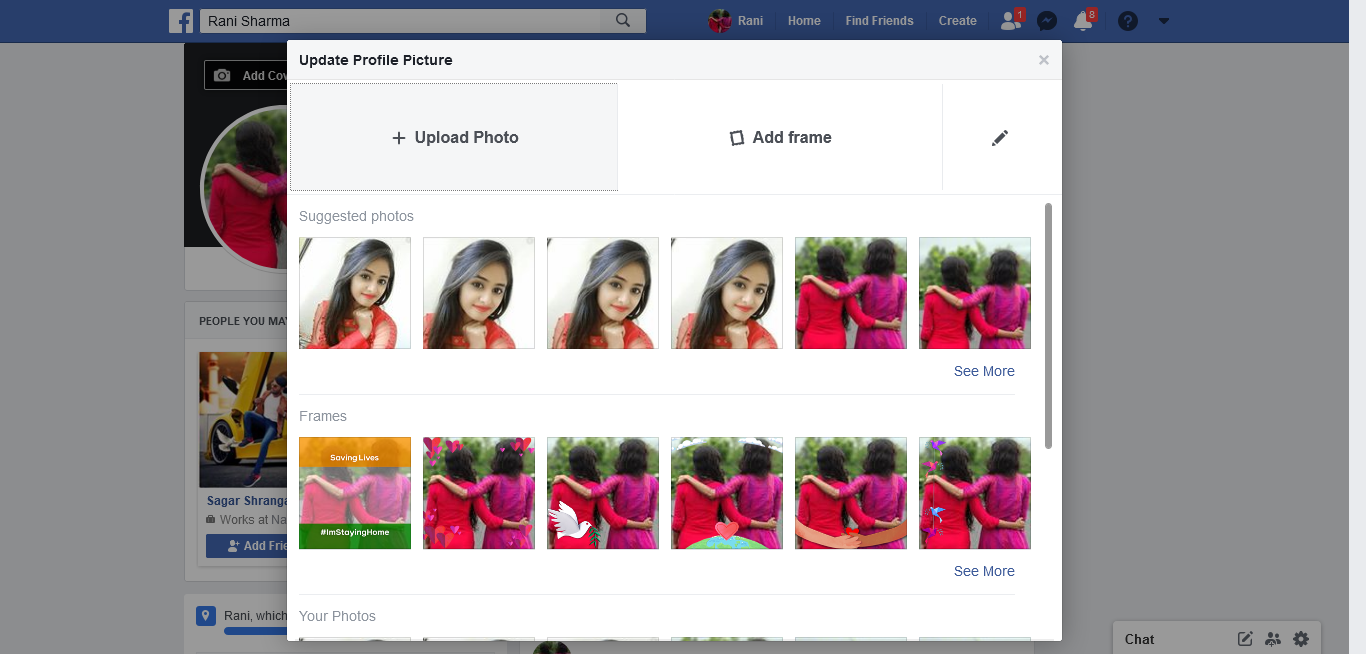 f
Rani Sharma
Rani
Home
Find Friends
Create
1
8
?
Update Profile Picture
×
Add Cov
+ Upload Photo
Add frame
Suggested photos
See More
Frames
Saving Lives
#ImStayingHome
See More
Your Photos
PEOPLE YOU MA
Sagar Shranga
Works at Na
Add Frie
Rani, which
Chat